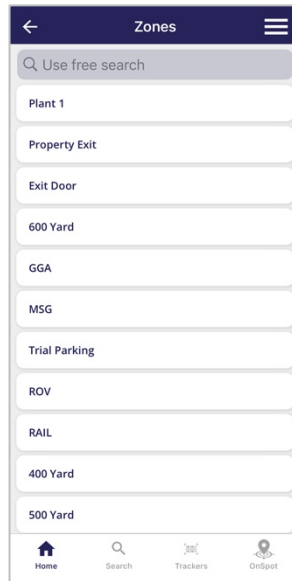 Zones
Use free search
Plant 1
Property Exit
Exit Door
600 Yard
GGA
MSG
Trial Parking
ROV
RAIL
400 Yard
500 Yard
Home
Search
Trackers
OnSpot